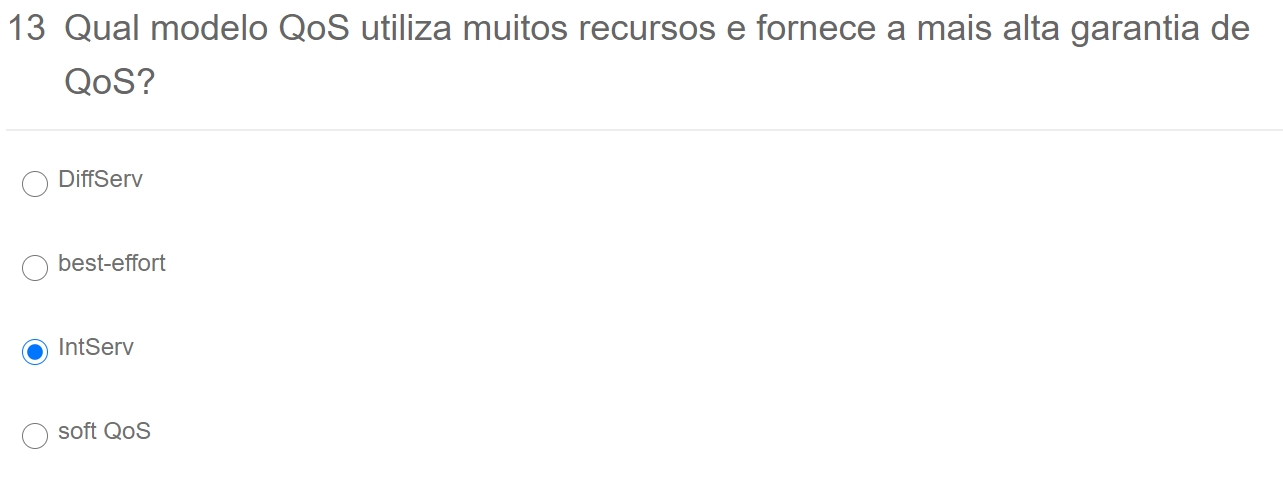 13 Qual modelo QoS utiliza muitos recursos e fornece a mais alta garantia de
QoS?
DiffServ
best-effort
IntServ
soft QoS